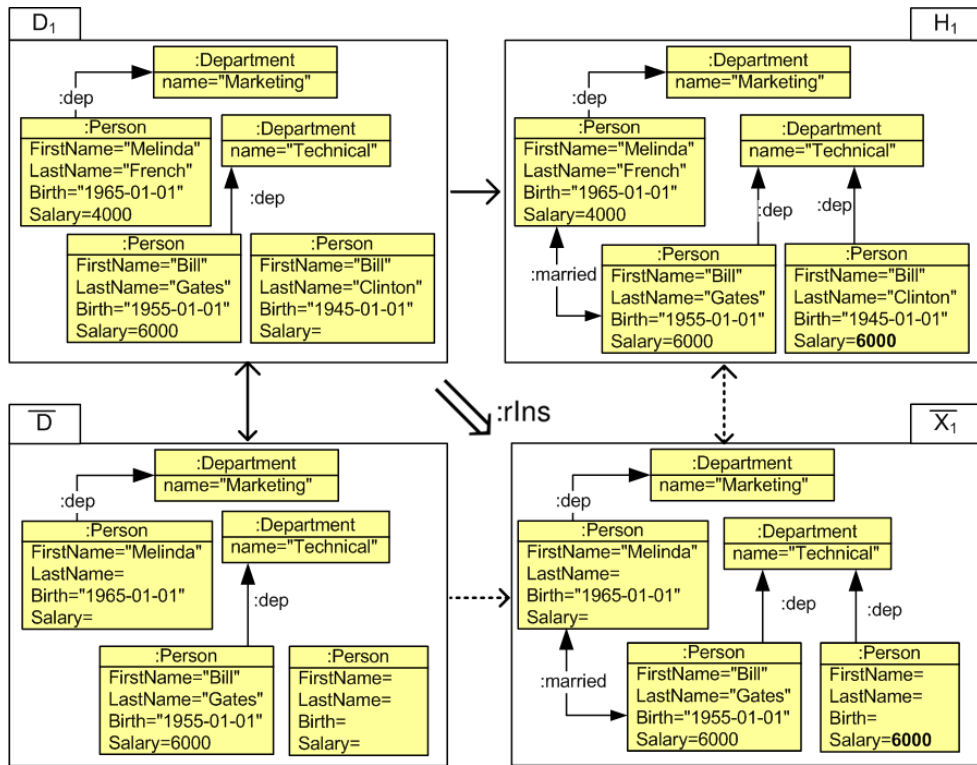 D₁
:Department
name="Marketing"
:dep
:Person
FirstName="Melinda"
LastName="French"
Birth="1965-01-01"
Salary=4000
:Department
name="Technical"
:dep
:Person
FirstName="Bill"
LastName="Gates"
Birth="1955-01-01"
Salary=6000
:Person
FirstName="Bill"
LastName="Clinton"
Birth="1945-01-01"
Salary=
H₁
:Department
name="Marketing"
:dep
:Person
FirstName="Melinda"
LastName="French"
Birth="1965-01-01"
Salary=4000
:Department
name="Technical"
:dep
:dep
:married
:Person
FirstName="Bill"
LastName="Gates"
Birth="1955-01-01"
Salary=6000
:Person
FirstName="Bill"
LastName="Clinton"
Birth="1945-01-01"
Salary=6000
:rIns
D̅
:Department
name="Marketing"
:dep
:Person
FirstName="Melinda"
LastName=
Birth="1965-01-01"
Salary=
:Department
name="Technical"
:dep
:Person
FirstName="Bill"
LastName="Gates"
Birth="1955-01-01"
Salary=6000
:Person
FirstName=
LastName=
Birth=
Salary=
X̅₁
:Department
name="Marketing"
:dep
:Person
FirstName="Melinda"
LastName=
Birth="1965-01-01"
Salary=
:Department
name="Technical"
:dep
:dep
:married
:Person
FirstName="Bill"
LastName="Gates"
Birth="1955-01-01"
Salary=6000
:Person
FirstName=
LastName=
Birth=
Salary=6000